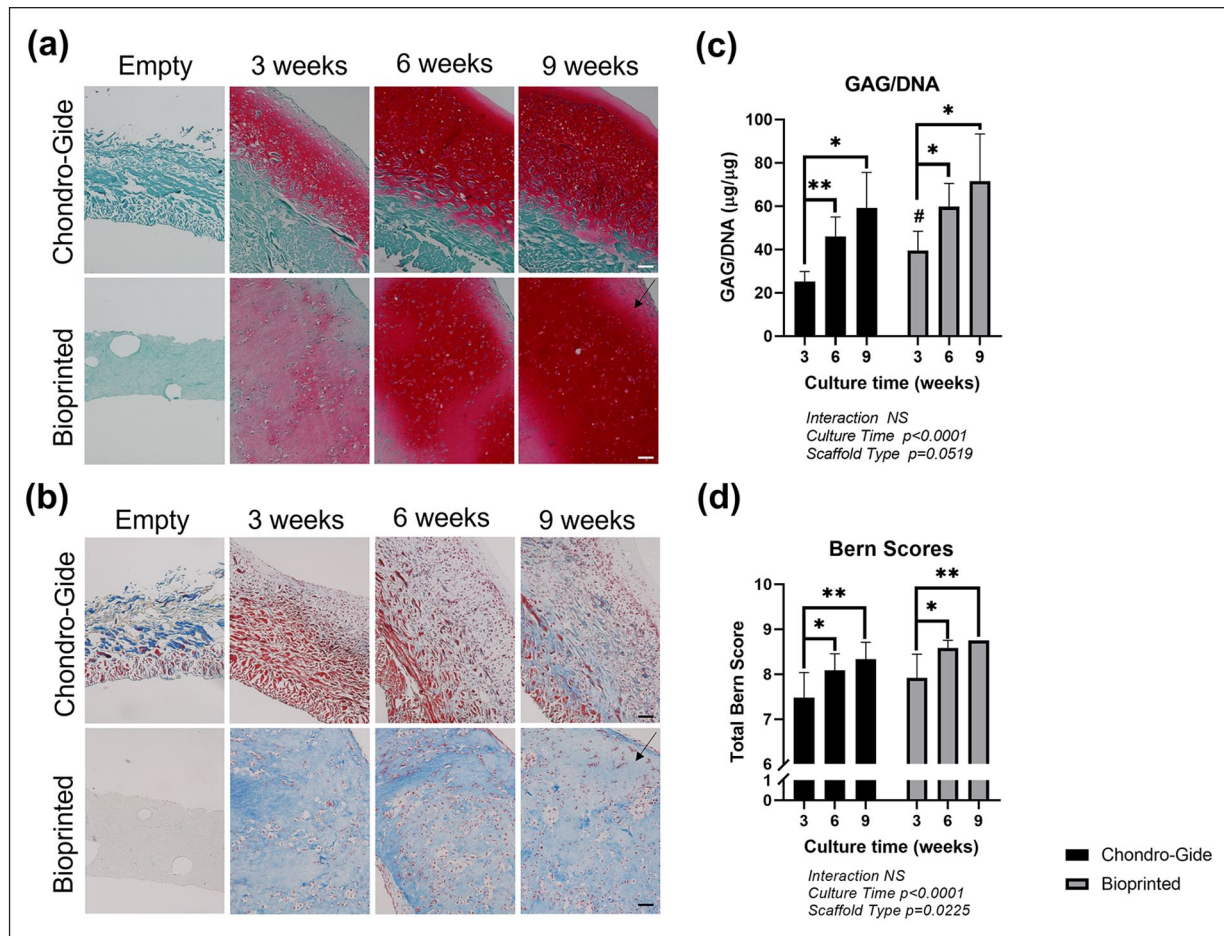 (a)
Empty 3 weeks 6 weeks 9 weeks
Chondro-Gide
Bioprinted
(b)
Empty 3 weeks 6 weeks 9 weeks
Chondro-Gide
Bioprinted
(c)
GAG/DNA
* *
** *
#
GAG/DNA (µg/µg)
100
80
60
40
20
0
3 6 9 3 6 9
Culture time (weeks)
Interaction NS
Culture Time p<0.0001
Scaffold Type p=0.0519
(d)
Bern Scores
** **
* *
Total Bern Score
10
9
8
7
6
1
0
3 6 9 3 6 9
Culture time (weeks)
Interaction NS
Culture Time p<0.0001
Scaffold Type p=0.0225
Chondro-Gide
Bioprinted